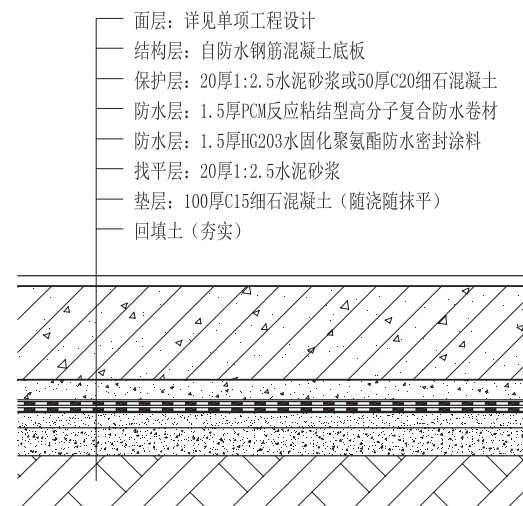 面层：详见单项工程设计
结构层：自防水钢筋混凝土底板
保护层：20厚1:2.5水泥砂浆或50厚C20细石混凝土
防水层：1.5厚PCM反应粘结型高分子复合防水卷材
防水层：1.5厚HG203水固化聚氨酯防水密封涂料
找平层：20厚1:2.5水泥砂浆
垫层：100厚C15细石混凝土（随浇随抹平）
回填土（夯实）